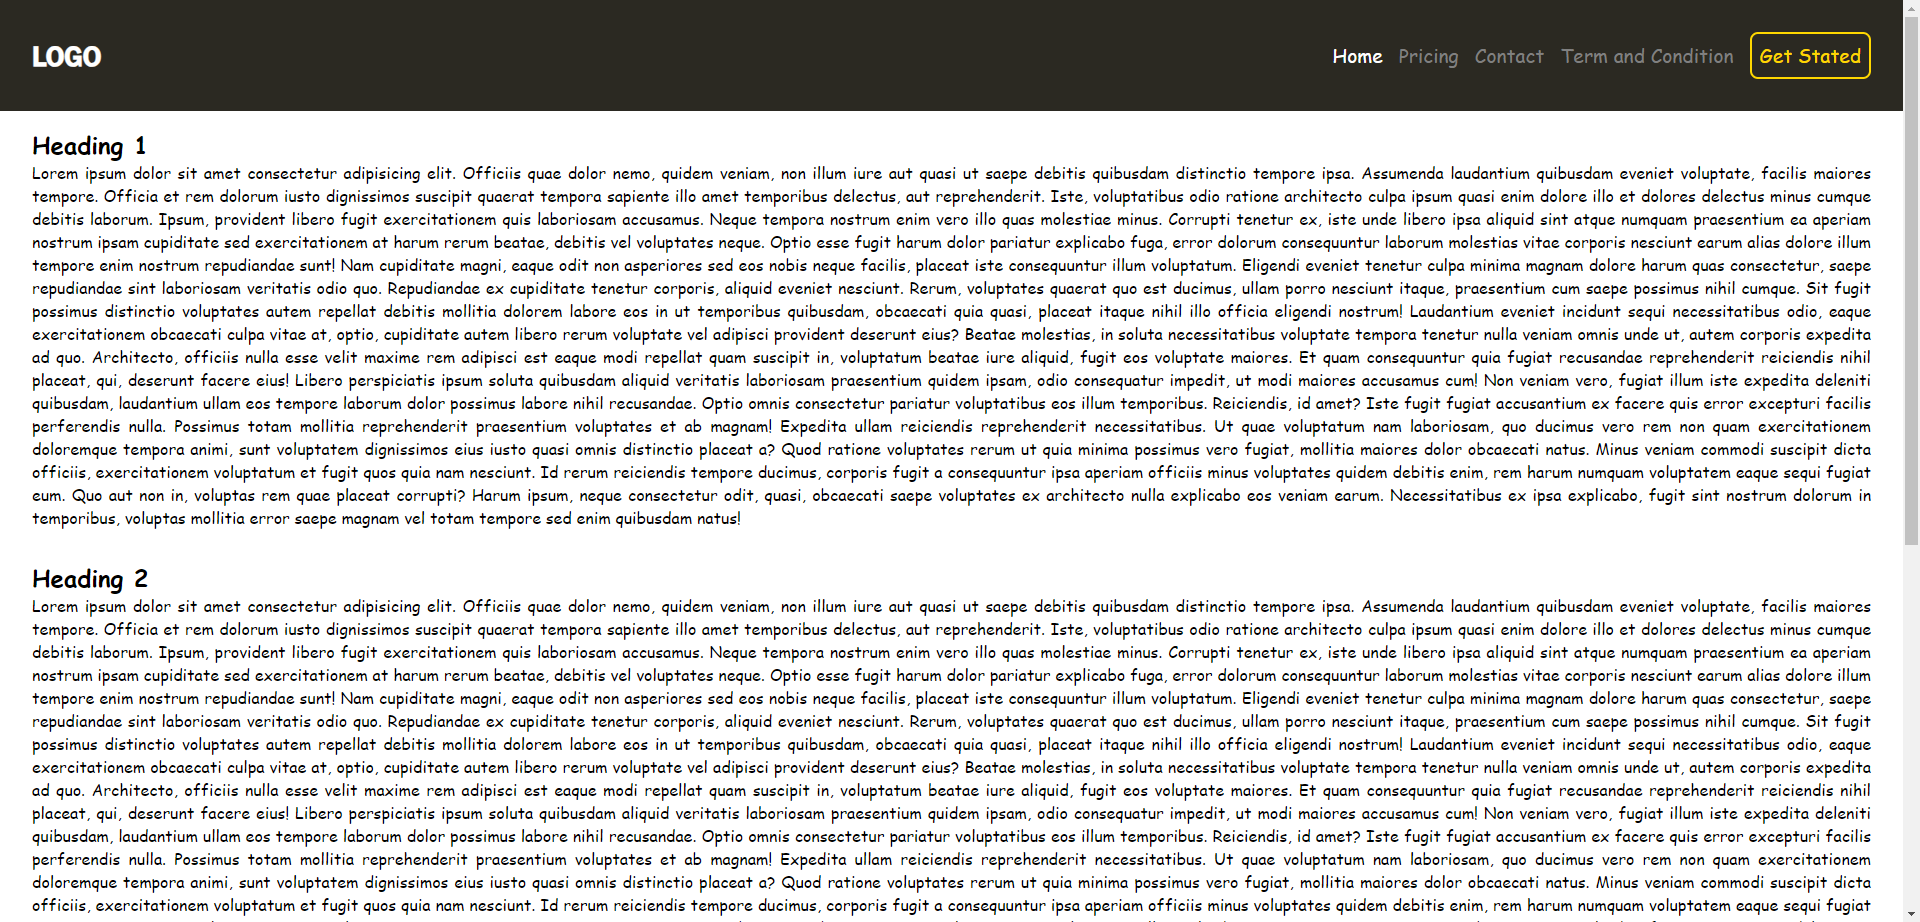 LOGO
Home Pricing Contact Term and Condition Get Stated
Heading 1
Lorem ipsum dolor sit amet consectetur adipisicing elit. Officiis quae dolor nemo, quidem veniam, non illum iure aut quasi ut saepe debitis quibusdam distinctio tempore ipsa. Assumenda laudantium quibusdam eveniet voluptate, facilis maiores
tempore. Officia et rem dolorum iusto dignissimos suscipit quaerat tempora sapiente illo amet temporibus delectus, aut reprehenderit. Iste, voluptatibus odio ratione architecto culpa ipsum quasi enim dolore illo et dolores delectus minus cumque
debitis laborum. Ipsum, provident libero fugit exercitationem quis laboriosam accusamus. Neque tempora nostrum enim vero illo quas molestiae minus. Corrupti tenetur ex, iste unde libero ipsa aliquid sint atque numquam praesentium ea aperiam
nostrum ipsam cupiditate sed exercitationem at harum rerum beatae, debitis vel voluptates neque. Optio esse fugit harum dolor pariatur explicabo fuga, error dolorum consequuntur laborum molestias vitae corporis nesciunt earum alias dolore illum
tempore enim nostrum repudiandae sunt! Nam cupiditate magni, eaque odit non asperiores sed eos nobis neque facilis, placeat iste consequuntur illum voluptatum. Eligendi eveniet tenetur culpa minima magnam dolore harum quas consectetur, saepe
repudiandae sint laboriosam veritatis odio quo. Repudiandae ex cupiditate tenetur corporis, aliquid eveniet nesciunt. Rerum, voluptates quaerat quo est ducimus, ullam porro nesciunt itaque, praesentium cum saepe possimus nihil cumque. Sit fugit
possimus distinctio voluptates autem repellat debitis mollitia dolorem labore eos in ut temporibus quibusdam, obcaecati quia quasi, placeat itaque nihil illo officia eligendi nostrum! Laudantium eveniet incidunt sequi necessitatibus odio, eaque
exercitationem obcaecati culpa vitae at, optio, cupiditate autem libero rerum voluptate vel adipisci provident deserunt eius? Beatae molestias, in soluta necessitatibus voluptate tempora tenetur nulla veniam omnis unde ut, autem corporis expedita
ad quo. Architecto, officiis nulla esse velit maxime rem adipisci est eaque modi repellat quam suscipit in, voluptatum beatae iure aliquid, fugit eos voluptate maiores. Et quam consequuntur quia fugiat recusandae reprehenderit reiciendis nihil
placeat, qui, deserunt facere eius! Libero perspiciatis ipsum soluta quibusdam aliquid veritatis laboriosam praesentium quidem ipsam, odio consequatur impedit, ut modi maiores accusamus cum! Non veniam vero, fugiat illum iste expedita deleniti
quibusdam, laudantium ullam eos tempore laborum dolor possimus labore nihil recusandae. Optio omnis consectetur pariatur voluptatibus eos illum temporibus. Reiciendis, id amet? Iste fugit fugiat accusantium ex facere quis error excepturi facilis
perferendis nulla. Possimus totam mollitia reprehenderit praesentium voluptates et ab magnam! Expedita ullam reiciendis reprehenderit necessitatibus. Ut quae voluptatum nam laboriosam, quo ducimus vero rem non quam exercitationem
doloremque tempora animi, sunt voluptatem dignissimos eius iusto quasi omnis distinctio placeat a? Quod ratione voluptates rerum ut quia minima possimus vero fugiat, mollitia maiores dolor obcaecati natus. Minus veniam commodi suscipit dicta
officiis, exercitationem voluptatum et fugit quos quia nam nesciunt. Id rerum reiciendis tempore ducimus, corporis fugit a consequuntur ipsa aperiam officiis minus voluptates quidem debitis enim, rem harum numquam voluptatem eaque sequi fugiat
eum. Quo aut non in, voluptas rem quae placeat corrupti? Harum ipsum, neque consectetur odit, quasi, obcaecati saepe voluptates ex architecto nulla explicabo eos veniam earum. Necessitatibus ex ipsa explicabo, fugit sint nostrum dolorum in
temporibus, voluptas mollitia error saepe magnam vel totam tempore sed enim quibusdam natus!
Heading 2
Lorem ipsum dolor sit amet consectetur adipisicing elit. Officiis quae dolor nemo, quidem veniam, non illum iure aut quasi ut saepe debitis quibusdam distinctio tempore ipsa. Assumenda laudantium quibusdam eveniet voluptate, facilis maiores
tempore. Officia et rem dolorum iusto dignissimos suscipit quaerat tempora sapiente illo amet temporibus delectus, aut reprehenderit. Iste, voluptatibus odio ratione architecto culpa ipsum quasi enim dolore illo et dolores delectus minus cumque
debitis laborum. Ipsum, provident libero fugit exercitationem quis laboriosam accusamus. Neque tempora nostrum enim vero illo quas molestiae minus. Corrupti tenetur ex, iste unde libero ipsa aliquid sint atque numquam praesentium ea aperiam
nostrum ipsam cupiditate sed exercitationem at harum rerum beatae, debitis vel voluptates neque. Optio esse fugit harum dolor pariatur explicabo fuga, error dolorum consequuntur laborum molestias vitae corporis nesciunt earum alias dolore illum
tempore enim nostrum repudiandae sunt! Nam cupiditate magni, eaque odit non asperiores sed eos nobis neque facilis, placeat iste consequuntur illum voluptatum. Eligendi eveniet tenetur culpa minima magnam dolore harum quas consectetur, saepe
repudiandae sint laboriosam veritatis odio quo. Repudiandae ex cupiditate tenetur corporis, aliquid eveniet nesciunt. Rerum, voluptates quaerat quo est ducimus, ullam porro nesciunt itaque, praesentium cum saepe possimus nihil cumque. Sit fugit
possimus distinctio voluptates autem repellat debitis mollitia dolorem labore eos in ut temporibus quibusdam, obcaecati quia quasi, placeat itaque nihil illo officia eligendi nostrum! Laudantium eveniet incidunt sequi necessitatibus odio, eaque
exercitationem obcaecati culpa vitae at, optio, cupiditate autem libero rerum voluptate vel adipisci provident deserunt eius? Beatae molestias, in soluta necessitatibus voluptate tempora tenetur nulla veniam omnis unde ut, autem corporis expedita
ad quo. Architecto, officiis nulla esse velit maxime rem adipisci est eaque modi repellat quam suscipit in, voluptatum beatae iure aliquid, fugit eos voluptate maiores. Et quam consequuntur quia fugiat recusandae reprehenderit reiciendis nihil
placeat, qui, deserunt facere eius! Libero perspiciatis ipsum soluta quibusdam aliquid veritatis laboriosam praesentium quidem ipsam, odio consequatur impedit, ut modi maiores accusamus cum! Non veniam vero, fugiat illum iste expedita deleniti
quibusdam, laudantium ullam eos tempore laborum dolor possimus labore nihil recusandae. Optio omnis consectetur pariatur voluptatibus eos illum temporibus. Reiciendis, id amet? Iste fugit fugiat accusantium ex facere quis error excepturi facilis
perferendis nulla. Possimus totam mollitia reprehenderit praesentium voluptates et ab magnam! Expedita ullam reiciendis reprehenderit necessitatibus. Ut quae voluptatum nam laboriosam, quo ducimus vero rem non quam exercitationem
doloremque tempora animi, sunt voluptatem dignissimos eius iusto quasi omnis distinctio placeat a? Quod ratione voluptates rerum ut quia minima possimus vero fugiat, mollitia maiores dolor obcaecati natus. Minus veniam commodi suscipit dicta
officiis, exercitationem voluptatum et fugit quos quia nam nesciunt. Id rerum reiciendis tempore ducimus, corporis fugit a consequuntur ipsa aperiam officiis minus voluptates quidem debitis enim, rem harum numquam voluptatem eaque sequi fugiat